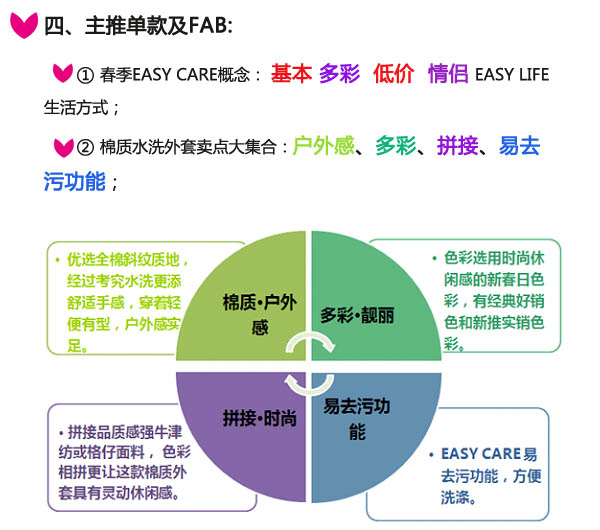 四、主推单款及FAB:
① 春季EASY CARE概念： 基本 多彩 低价 情侣 EASY LIFE
生活方式；
② 棉质水洗外套卖点大集合：户外感、多彩、拼接、易去
污功能；
• 优选全棉斜纹质地，
经过考究水洗更添
舒适手感，穿着轻
便有型，户外感实
足。
棉质·户外
感
多彩·靓丽
• 色彩选用时尚休
闲感的新春日色
彩，有经典好销
色和新推实销色
彩。
• 拼接品质感强牛津
纺或格仔面料， 色彩
相拼更让这款棉质外
套具有灵动休闲感。
拼接·时尚
易去污功
能
• EASY CARE 易
去污功能，方便
洗涤。